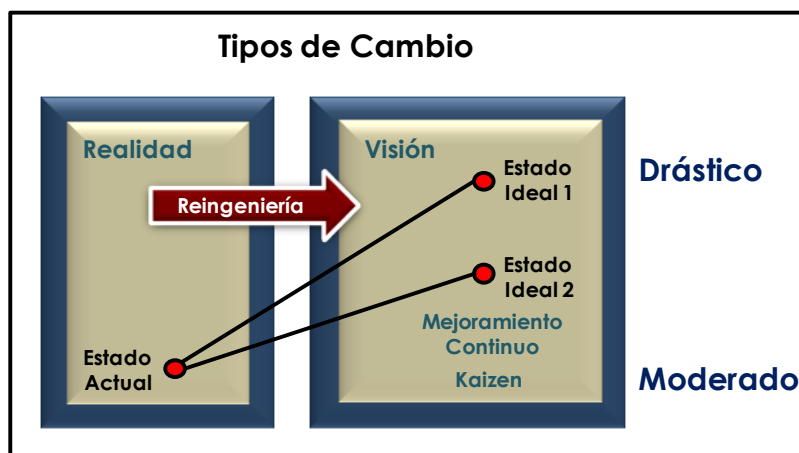 Tipos de Cambio
Realidad
Visión
Estado
Ideal 1
Drástico
Reingeniería
Estado
Ideal 2
Mejoramiento
Continuo
Estado
Actual
Kaizen
Moderado